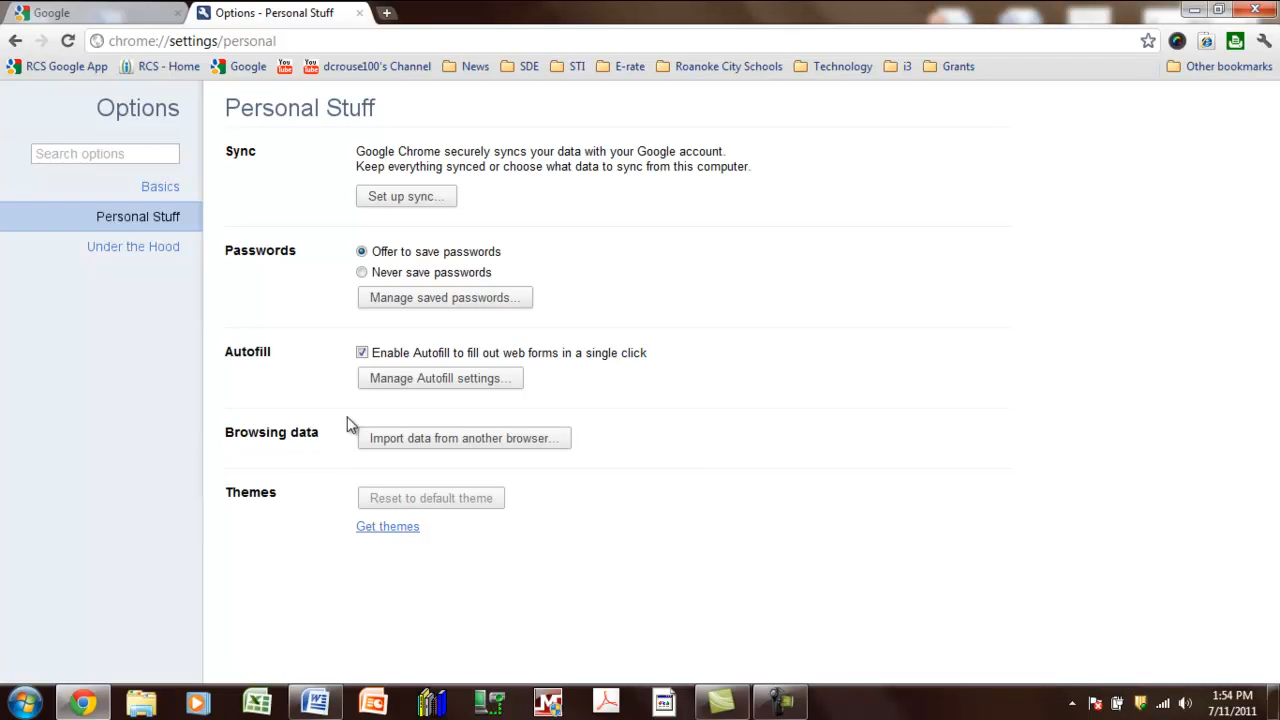 Google
Options - Personal Stuff
chrome://settings/personal
RCS Google App
RCS - Home
Google
You Tube
You Tube
dcrouse100's Channel
News
SDE
STI
E-rate
Roanoke City Schools
Technology
i3
Grants
Other bookmarks
Options
Search options
Basics
Personal Stuff
Under the Hood
Personal Stuff
Sync
Google Chrome securely syncs your data with your Google account.
Keep everything synced or choose what data to sync from this computer.
Set up sync...
Passwords
Offer to save passwords
Never save passwords
Manage saved passwords...
Autofill
Enable Autofill to fill out web forms in a single click
Manage Autofill settings...
Browsing data
Import data from another browser...
Themes
Reset to default theme
Get themes
1:54 PM
7/11/2011